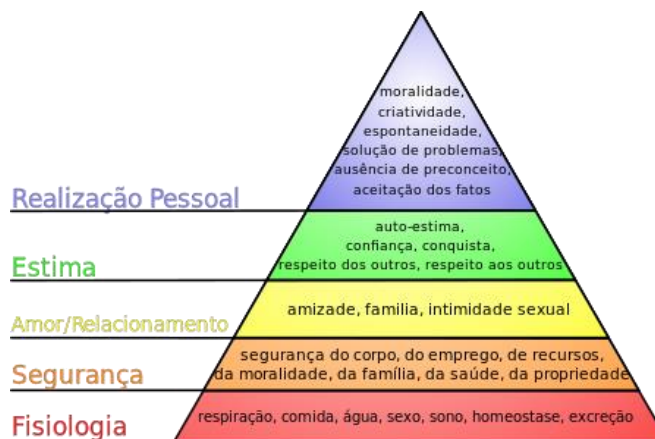 moralidade,
criatividade,
espontaneidade,
solução de problemas,
ausência de preconceito,
aceitação dos fatos
Realização Pessoal
auto-estima,
confiança, conquista,
respeito dos outros, respeito aos outros
Estima
amizade, familia, intimidade sexual
Amor/Relacionamento
segurança do corpo, do emprego, de recursos,
da moralidade, da família, da saúde, da propriedade
Segurança
respiração, comida, água, sexo, sono, homeostase, excreção
Fisiologia